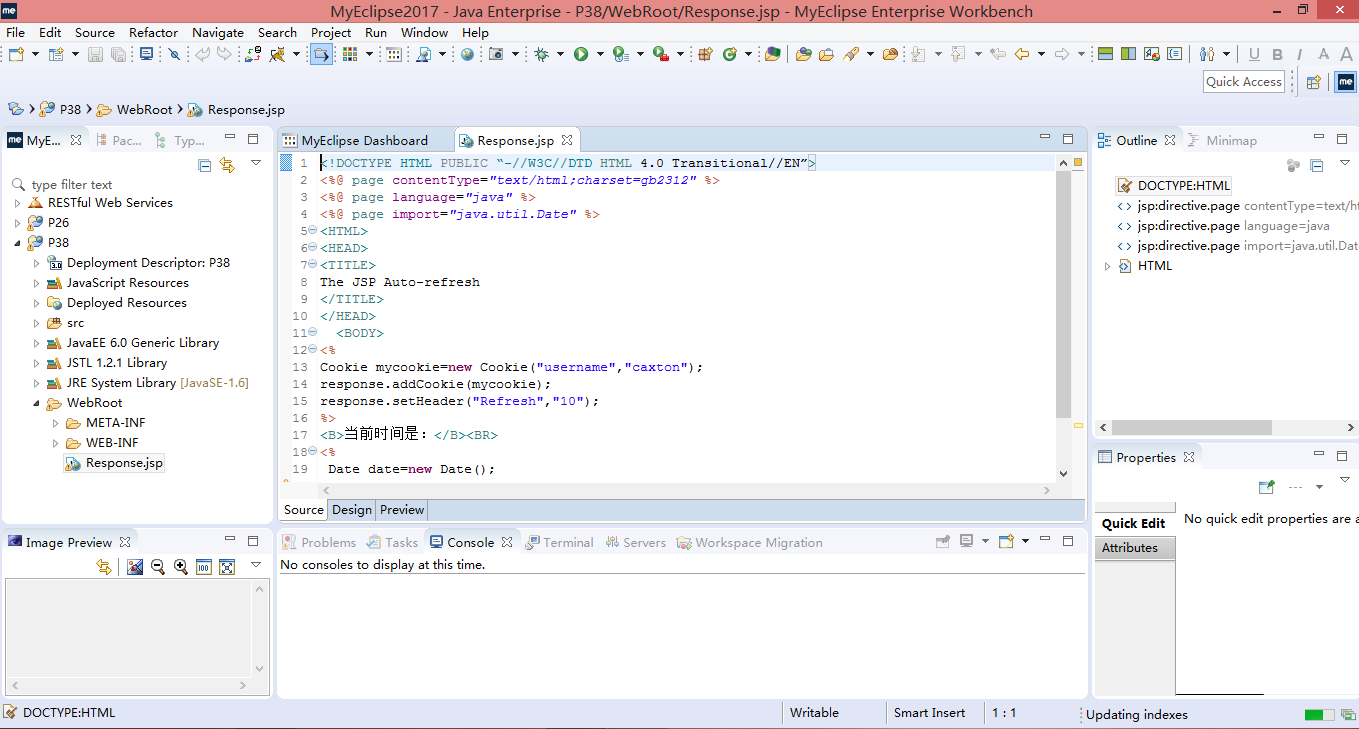 MyEclipse2017 - Java Enterprise - P38/WebRoot/Response.jsp - MyEclipse Enterprise Workbench
File Edit Source Refactor Navigate Search Project Run Window Help
Quick Access
P38 WebRoot Response.jsp
MyE... Pac... Typ...
type filter text
RESTful Web Services
P26
P38
Deployment Descriptor: P38
JavaScript Resources
Deployed Resources
src
JavaEE 6.0 Generic Library
JSTL 1.2.1 Library
JRE System Library [JavaSE-1.6]
WebRoot
META-INF
WEB-INF
Response.jsp
MyEclipse Dashboard Response.jsp
1 <!DOCTYPE HTML PUBLIC “-//W3C//DTD HTML 4.0 Transitional//EN”>
2 <%@ page contentType="text/html;charset=gb2312" %>
3 <%@ page language="java" %>
4 <%@ page import="java.util.Date" %>
5 <HTML>
6 <HEAD>
7 <TITLE>
8 The JSP Auto-refresh
9 </TITLE>
10 </HEAD>
11 <BODY>
12 <%
13 Cookie mycookie=new Cookie("username","caxton");
14 response.addCookie(mycookie);
15 response.setHeader("Refresh","10");
16 %>
17 <B>当前时间是：</B><BR>
18 <%
19 Date date=new Date();
Source Design Preview
Outline Minimap
DOCTYPE:HTML
jsp:directive.page contentType=text/ht
jsp:directive.page language=java
jsp:directive.page import=java.util.Dat
HTML
Properties
Quick Edit
Attributes
No quick edit properties are a
Image Preview
Problems Tasks Console Terminal Servers Workspace Migration
No consoles to display at this time.
DOCTYPE:HTML Writable Smart Insert 1 : 1 Updating indexes